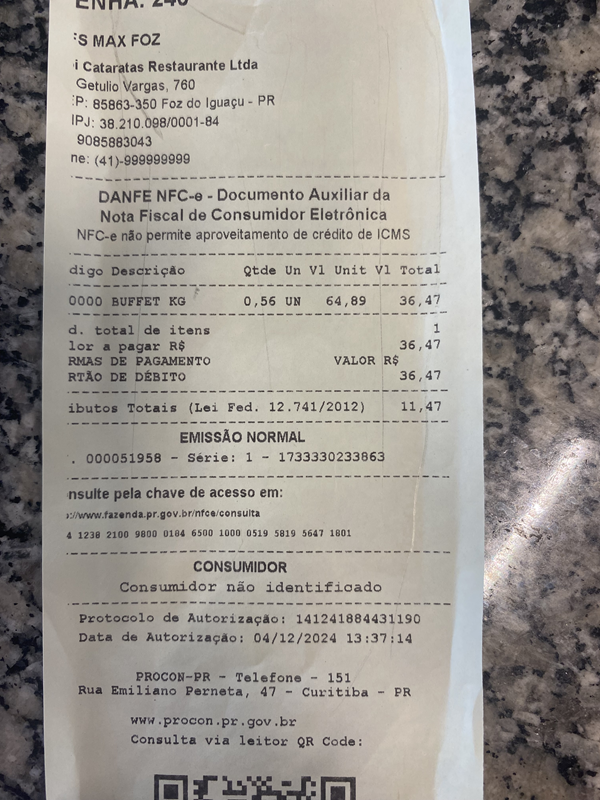 ENHA: 240
S MAX FOZ
i Cataratas Restaurante Ltda
Getulio Vargas, 760
P: 85863-350 Foz do Iguaçu - PR
IPJ: 38.210.098/0001-84
9085883043
ne: (41)-999999999
DANFE NFC-e - Documento Auxiliar da
Nota Fiscal de Consumidor Eletrônica
NFC-e não permite aproveitamento de crédito de ICMS
digo Descrição Qtde Un Vl Unit Vl Total
0000 BUFFET KG 0,56 UN 64,89 36,47
d. total de itens 1
lor a pagar R$ 36,47
RMAS DE PAGAMENTO VALOR R$
RTÃO DE DÉBITO 36,47
ibutos Totais (Lei Fed. 12.741/2012) 11,47
EMISSÃO NORMAL
. 000051958 - Série: 1 - 1733330233863
nsulte pela chave de acesso em:
://www.fazenda.pr.gov.br/nfce/consulta
4 1238 2100 9800 0184 6500 1000 0519 5819 5647 1801
CONSUMIDOR
Consumidor não identificado
Protocolo de Autorização: 141241884431190
Data de Autorização: 04/12/2024 13:37:14
PROCON-PR - Telefone - 151
Rua Emiliano Perneta, 47 - Curitiba - PR
www.procon.pr.gov.br
Consulta via leitor QR Code: